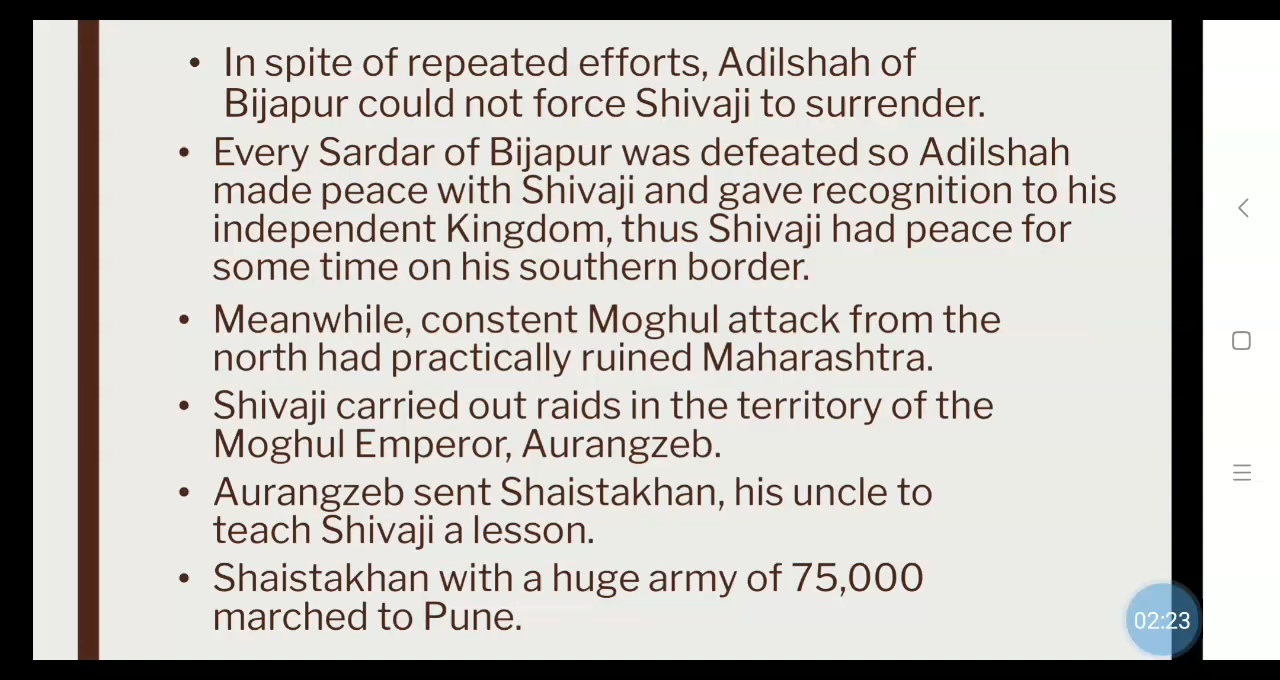 • In spite of repeated efforts, Adilshah of
Bijapur could not force Shivaji to surrender.
• Every Sardar of Bijapur was defeated so Adilshah
made peace with Shivaji and gave recognition to his
independent Kingdom, thus Shivaji had peace for
some time on his southern border.
• Meanwhile, constent Moghul attack from the
north had practically ruined Maharashtra.
• Shivaji carried out raids in the territory of the
Moghul Emperor, Aurangzeb.
• Aurangzeb sent Shaistakhan, his uncle to
teach Shivaji a lesson.
• Shaistakhan with a huge army of 75,000
marched to Pune.
02:23